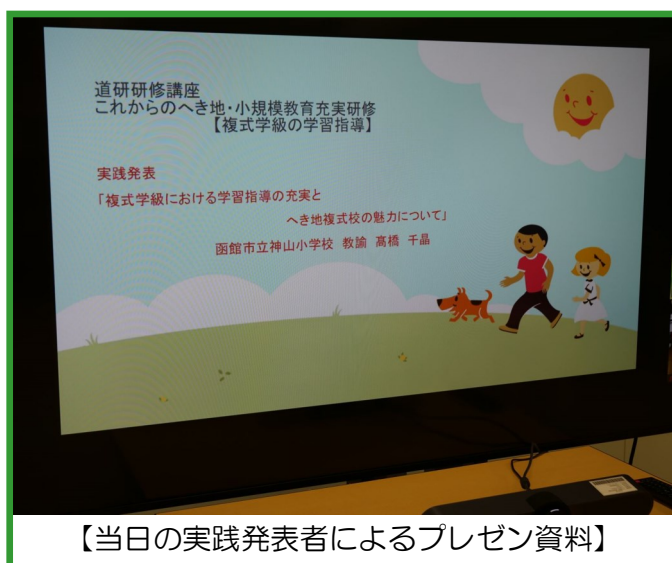 道研研修講座
これからのへき地・小規模教育充実研修
【複式学級の学習指導】
実践発表
「複式学級における学習指導の充実と
へき地複式校の魅力について」
函館市立神山小学校 教諭 髙橋 千晶
【当日の実践発表者によるプレゼン資料】